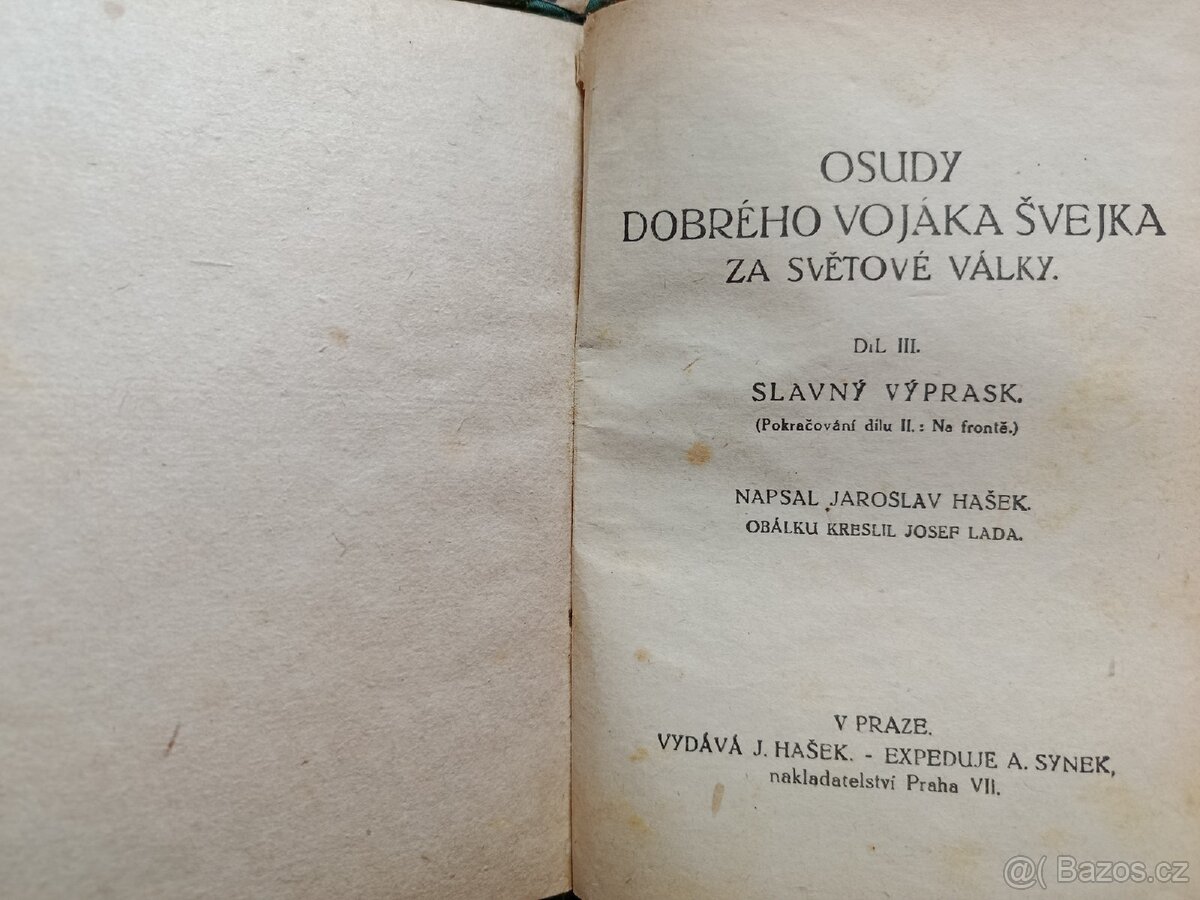 OSUDY
DOBRÉHO VOJÁKA ŠVEJKA
ZA SVĚTOVÉ VÁLKY.
DÍL III.
SLAVNÝ VÝPRASK.
(Pokračování dílu II.: Na frontě.)
NAPSAL JAROSLAV HAŠEK.
OBÁLKU KRESLIL JOSEF LADA.
V PRAZE.
VYDÁVÁ J. HAŠEK. - EXPEDUJE A. SYNEK,
nakladatelství Praha VII.
@( Bazos.cz